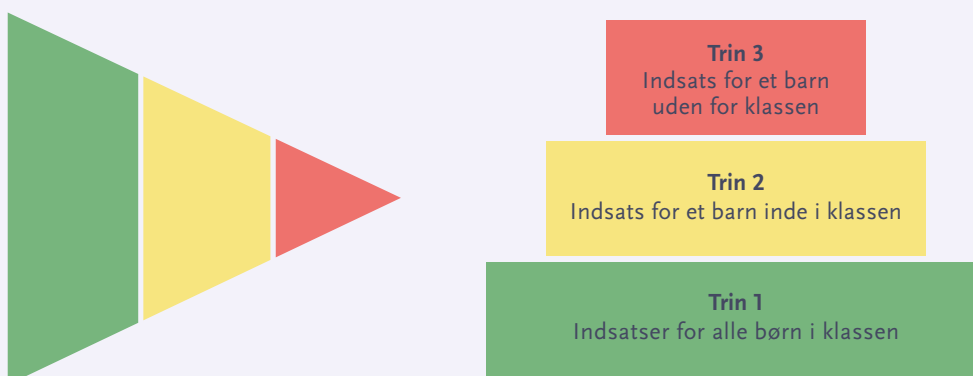 Trin 3
Indsats for et barn
uden for klassen
Trin 2
Indsats for et barn inde i klassen
Trin 1
Indsatser for alle børn i klassen